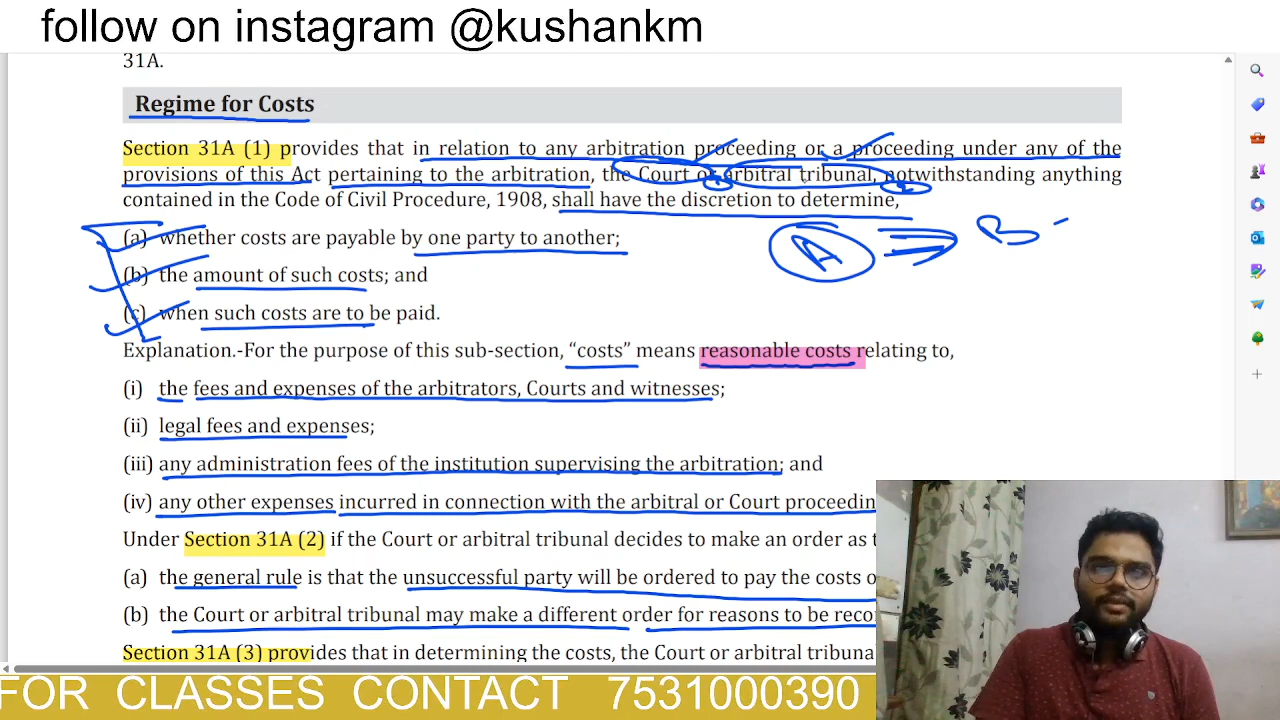 follow on instagram @kushankm
31A.
Regime for Costs
Section 31A (1) provides that in relation to any arbitration proceeding or a proceeding under any of the
provisions of this Act pertaining to the arbitration, the Court or arbitral tribunal, notwithstanding anything
contained in the Code of Civil Procedure, 1908, shall have the discretion to determine,
(a) whether costs are payable by one party to another;
A B
(b) the amount of such costs; and
(c) when such costs are to be paid.
Explanation.-For the purpose of this sub-section, “costs” means reasonable costs relating to,
(i) the fees and expenses of the arbitrators, Courts and witnesses;
(ii) legal fees and expenses;
(iii) any administration fees of the institution supervising the arbitration; and
(iv) any other expenses incurred in connection with the arbitral or Court proceedin
Under Section 31A (2) if the Court or arbitral tribunal decides to make an order as t
(a) the general rule is that the unsuccessful party will be ordered to pay the costs o
(b) the Court or arbitral tribunal may make a different order for reasons to be reco
Section 31A (3) provides that in determining the costs, the Court or arbitral tribunal
FOR CLASSES CONTACT 7531000390